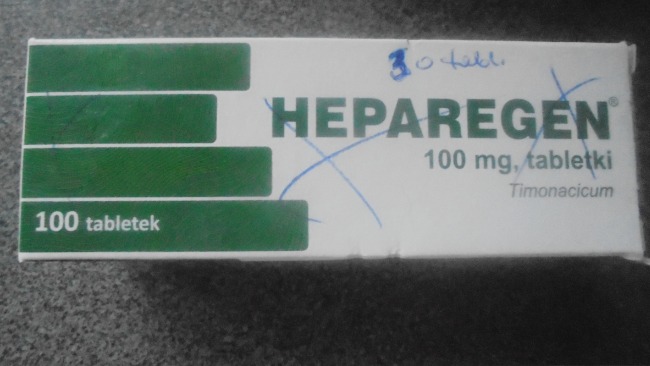 30 tabl.
HEPAREGEN®
100 mg, tabletki
Timonacicum
100 tabletek